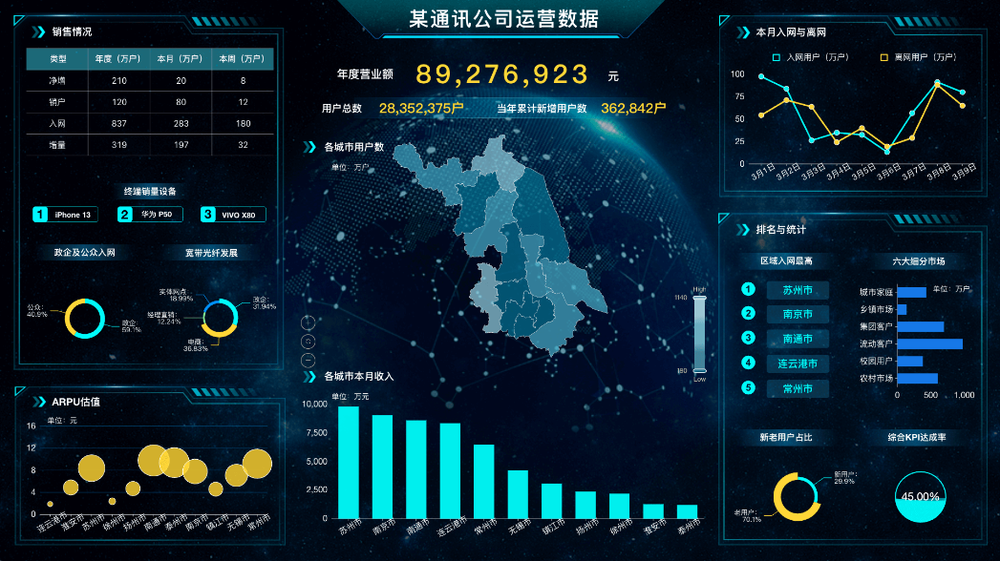 某通讯公司运营数据
销售情况
类型 年度（万户） 本月（万户） 本周（万户）
净增 210 20 8
销户 120 80 12
入网 837 283 180
增量 319 197 32
终端销量设备
1 iPhone 13 2 华为 P50 3 VIVO X80
政企及公众入网 宽带光纤发展
公众:
40.9%
政企:
59.1%
实体网点:
18.99%
政企:
31.94%
经理直销:
12.24%
电商:
36.83%
ARPU估值
单位：元
16
12
8
4
0
连云港市 淮安市 苏州市 徐州市 扬州市 南通市 泰州市 南京市 镇江市 无锡市 常州市
年度营业额 89,276,923 元
用户总数 28,352,375户 当年累计新增用户数 362,842户
各城市用户数
单位：万户
High
1140
180
Low
各城市本月收入
单位：万元
10,000
7,500
5,000
2,500
0
苏州市 南京市 南通市 连云港市 常州市 无锡市 镇江市 扬州市 徐州市 淮安市 泰州市
本月入网与离网
入网用户（万户） 离网用户（万户）
100
75
50
25
0
3月1日 3月2日 3月3日 3月4日 3月5日 3月6日 3月7日 3月8日 3月9日
排名与统计
区域入网最高 六大细分市场
1 苏州市
2 南京市
3 南通市
4 连云港市
5 常州市
单位：万户
城市家庭
乡镇市场
集团客户
流动客户
校园用户
农村市场
0 500 1,000
新老用户占比 综合KPI达成率
新用户:
29.9%
老用户:
70.1%
45.00%